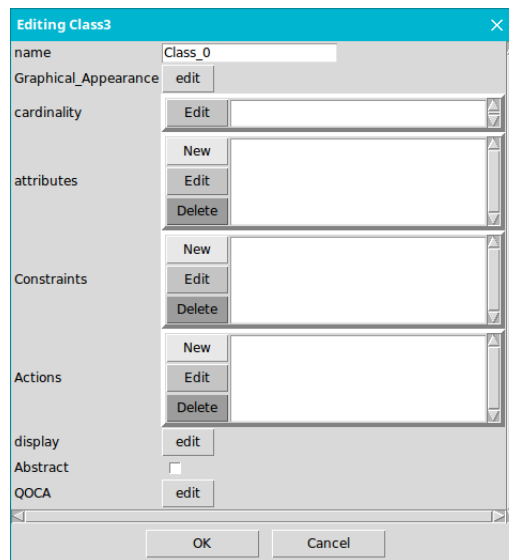 Editing Class3
name Class_0
Graphical_Appearance edit
cardinality Edit
New
attributes Edit
Delete
New
Constraints Edit
Delete
New
Actions Edit
Delete
display edit
Abstract
QOCA edit
OK Cancel